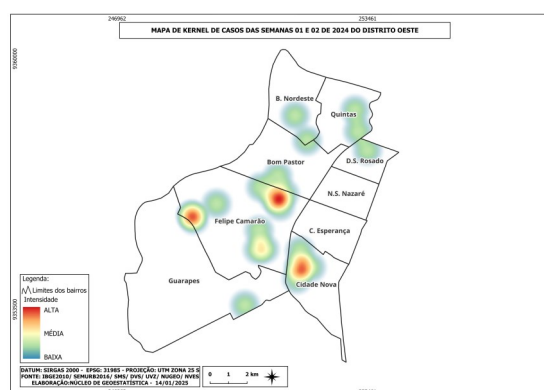 246962
253461
MAPA DE KERNEL DE CASOS DAS SEMANAS 01 E 02 DE 2024 DO DISTRITO OESTE
9360000
B. Nordeste
Quintas
Bom Pastor
D.S. Rosado
N.S. Nazaré
Felipe Camarão
C. Esperança
Guarapes
Cidade Nova
9353500
Legenda:
Limites dos bairros
Intensidade
ALTA
MÉDIA
BAIXA
DATUM: SIRGAS 2000 - EPSG: 31985 - PROJEÇÃO: UTM ZONA 25 S
FONTE: IBGE2010/ SEMURB2016/ SMS/ DVS/ UVZ/ NUGEO/ NVES
ELABORAÇÃO:NÚCLEO DE GEOESTATÍSTICA - 14/01/2025
0 1 2 km